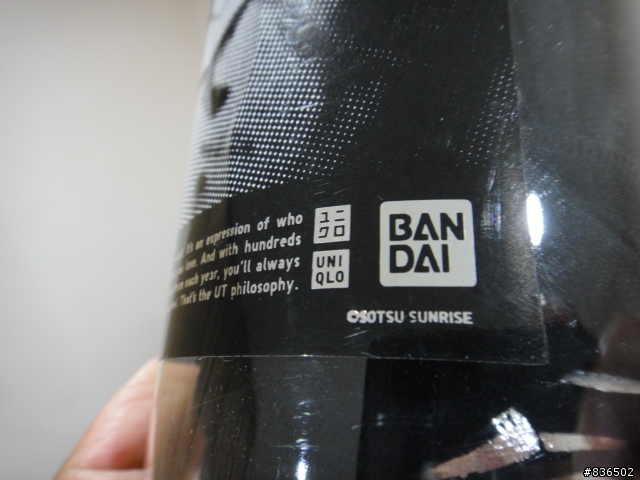 It's an expression of who
love. And with hundreds
each year, you'll always
That's the UT philosophy.
ユニ
クロ
UNI
QLO
BAN
DAI
©SOTSU SUNRISE
#836502